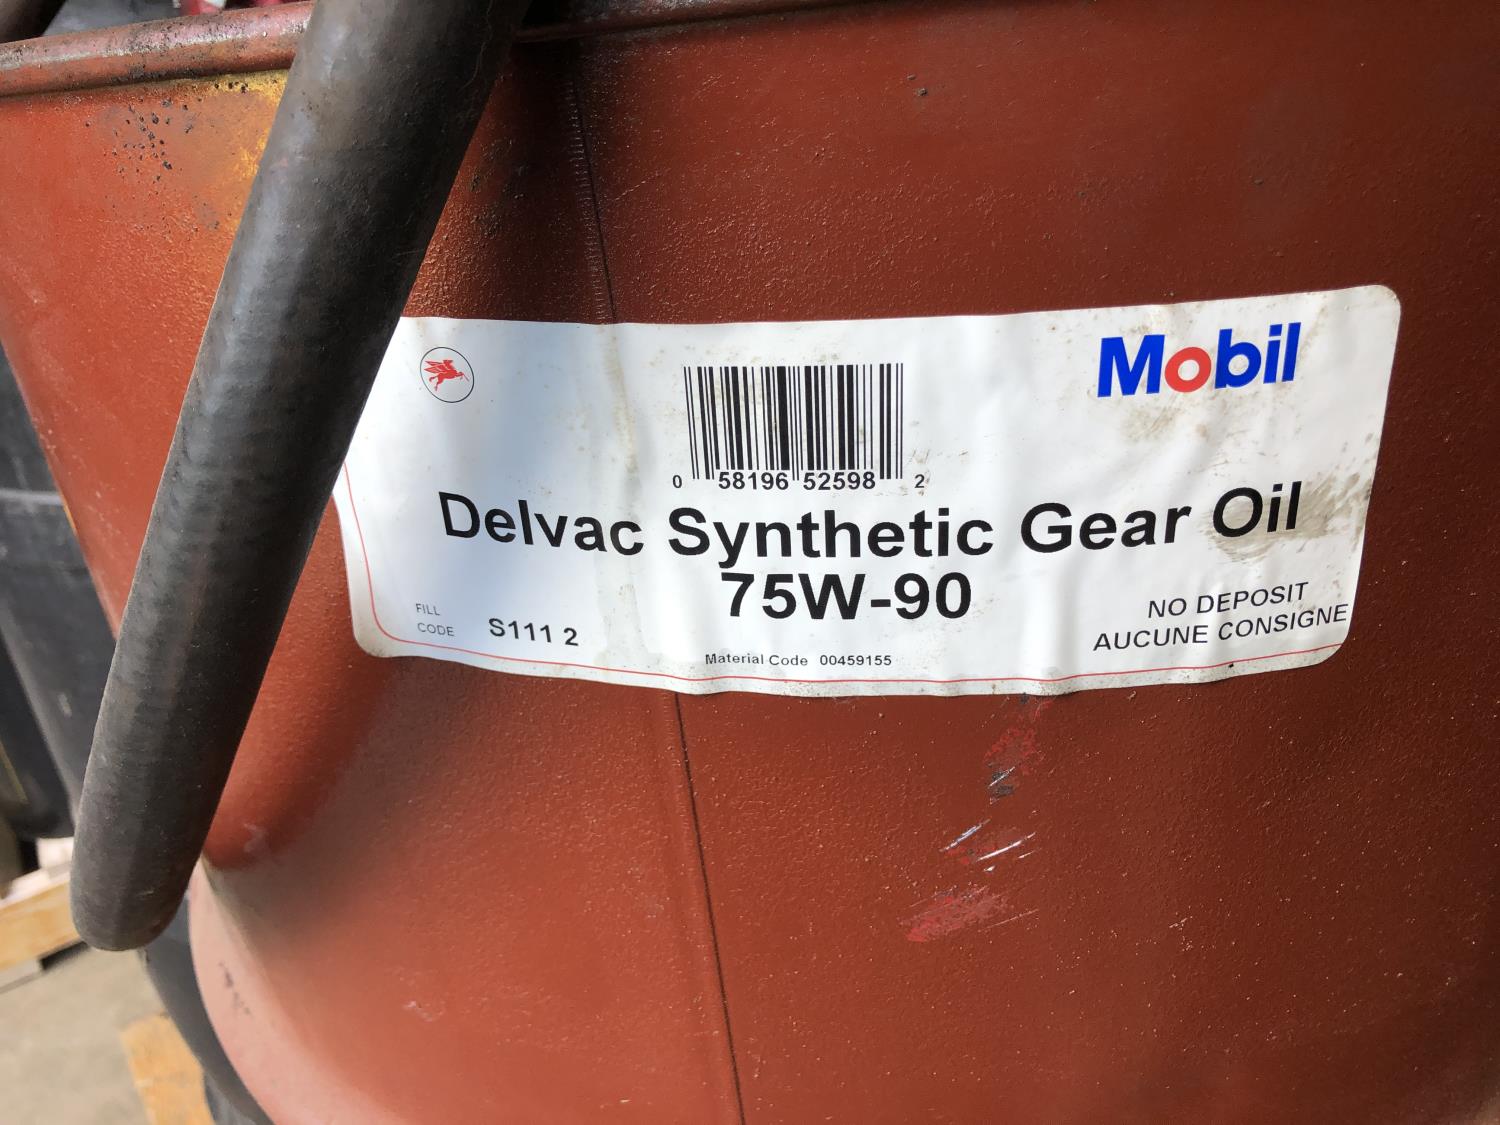 Mobil
0 58196 52598 2
Delvac Synthetic Gear Oil
75W-90
FILL
CODE S111 2
NO DEPOSIT
AUCUNE CONSIGNE
Material Code 00459155